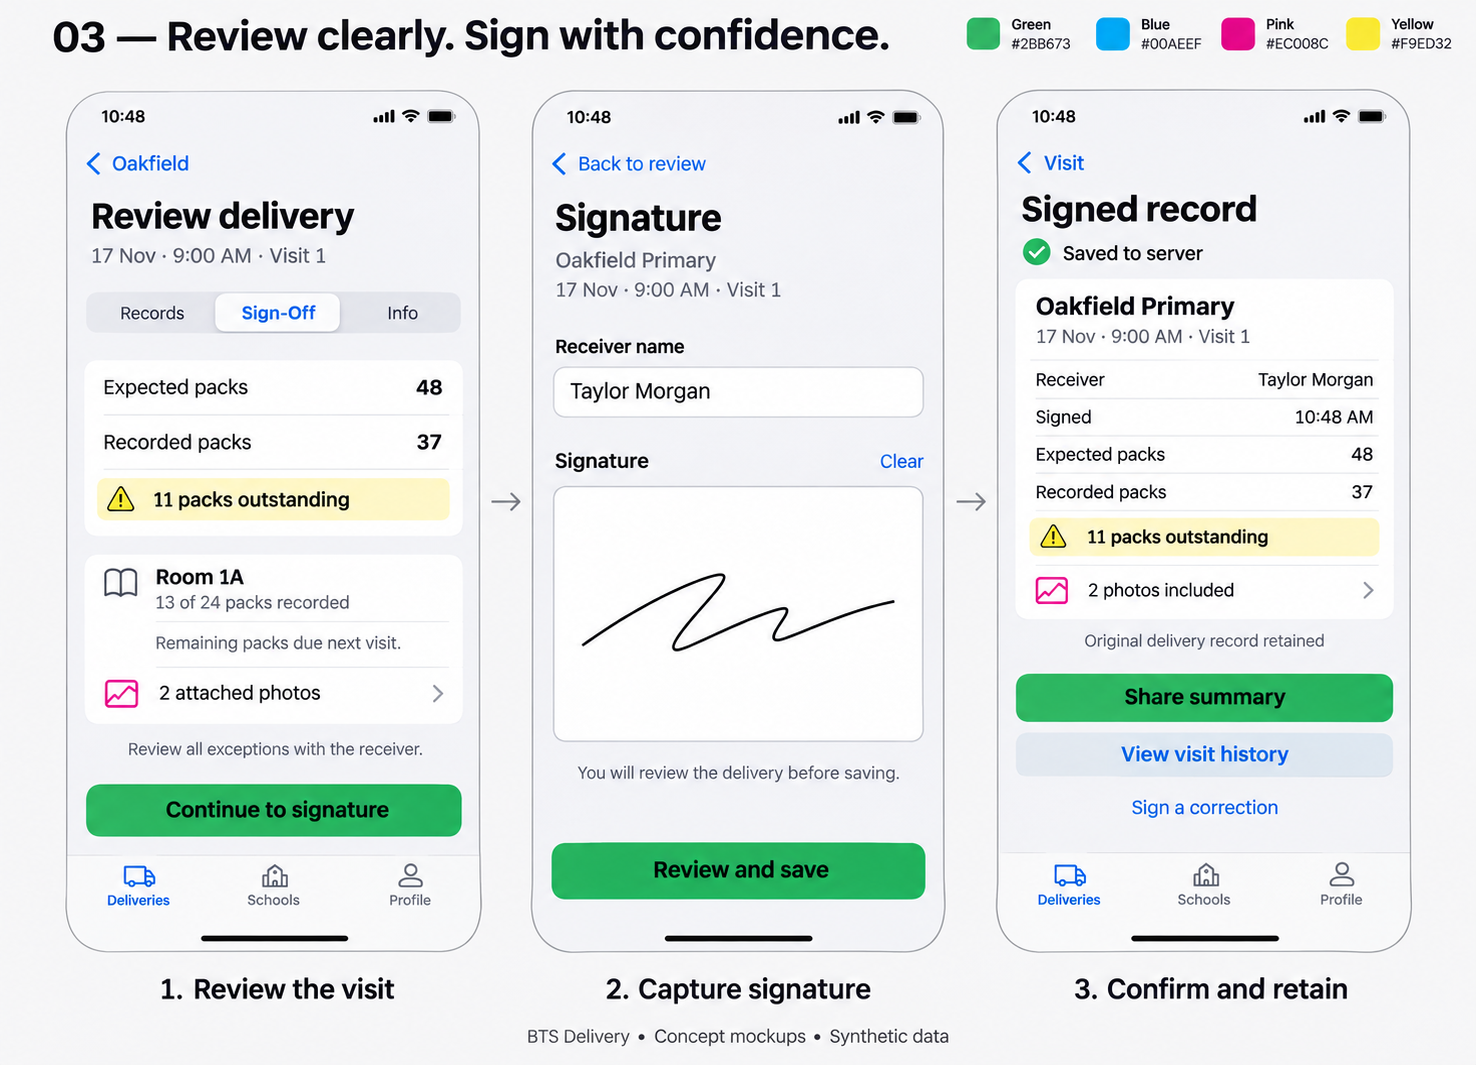 03 — Review clearly. Sign with confidence.
Green
#2BB673
Blue
#00AEEF
Pink
#EC008C
Yellow
#F9ED32
10:48
Oakfield
Review delivery
17 Nov · 9:00 AM · Visit 1
Records
Sign-Off
Info
Expected packs 48
Recorded packs 37
11 packs outstanding
Room 1A
13 of 24 packs recorded
Remaining packs due next visit.
2 attached photos
Review all exceptions with the receiver.
Continue to signature
Deliveries
Schools
Profile
1. Review the visit
10:48
Back to review
Signature
Oakfield Primary
17 Nov · 9:00 AM · Visit 1
Receiver name
Taylor Morgan
Signature
Clear
You will review the delivery before saving.
Review and save
2. Capture signature
10:48
Visit
Signed record
Saved to server
Oakfield Primary
17 Nov · 9:00 AM · Visit 1
Receiver Taylor Morgan
Signed 10:48 AM
Expected packs 48
Recorded packs 37
11 packs outstanding
2 photos included
Original delivery record retained
Share summary
View visit history
Sign a correction
Deliveries
Schools
Profile
3. Confirm and retain
BTS Delivery • Concept mockups • Synthetic data